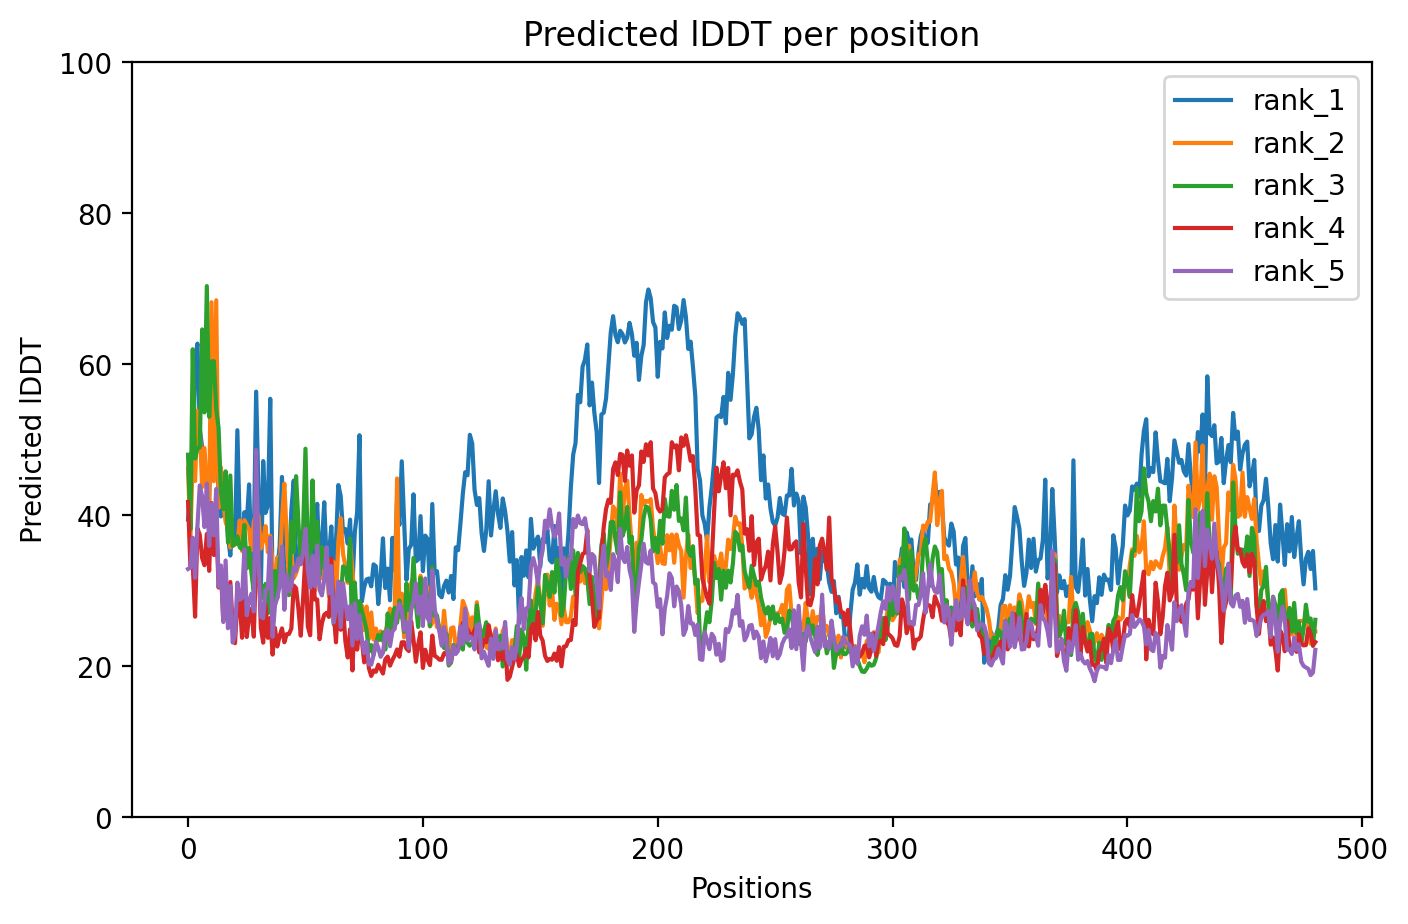 Predicted lDDT per position
100
80
60
40
20
0
Predicted lDDT
0 100 200 300 400 500
Positions
rank_1
rank_2
rank_3
rank_4
rank_5